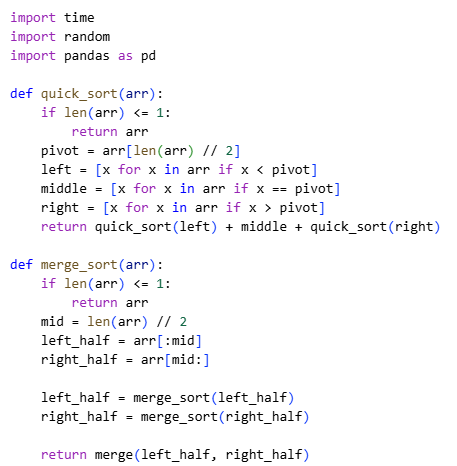 import time
import random
import pandas as pd

def quick_sort(arr):
    if len(arr) <= 1:
        return arr
    pivot = arr[len(arr) // 2]
    left = [x for x in arr if x < pivot]
    middle = [x for x in arr if x == pivot]
    right = [x for x in arr if x > pivot]
    return quick_sort(left) + middle + quick_sort(right)

def merge_sort(arr):
    if len(arr) <= 1:
        return arr
    mid = len(arr) // 2
    left_half = arr[:mid]
    right_half = arr[mid:]

    left_half = merge_sort(left_half)
    right_half = merge_sort(right_half)

    return merge(left_half, right_half)